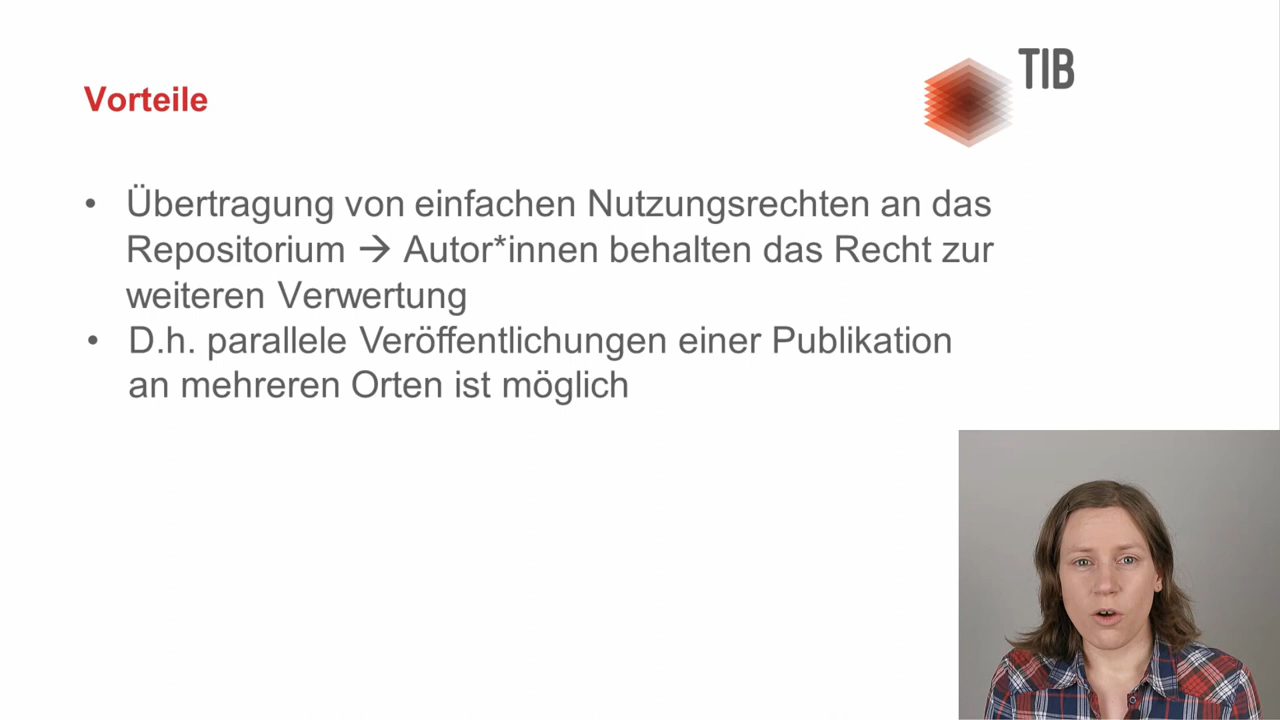 TIB
Vorteile
• Übertragung von einfachen Nutzungsrechten an das
Repositorium → Autor*innen behalten das Recht zur
weiteren Verwertung
• D.h. parallele Veröffentlichungen einer Publikation
an mehreren Orten ist möglich